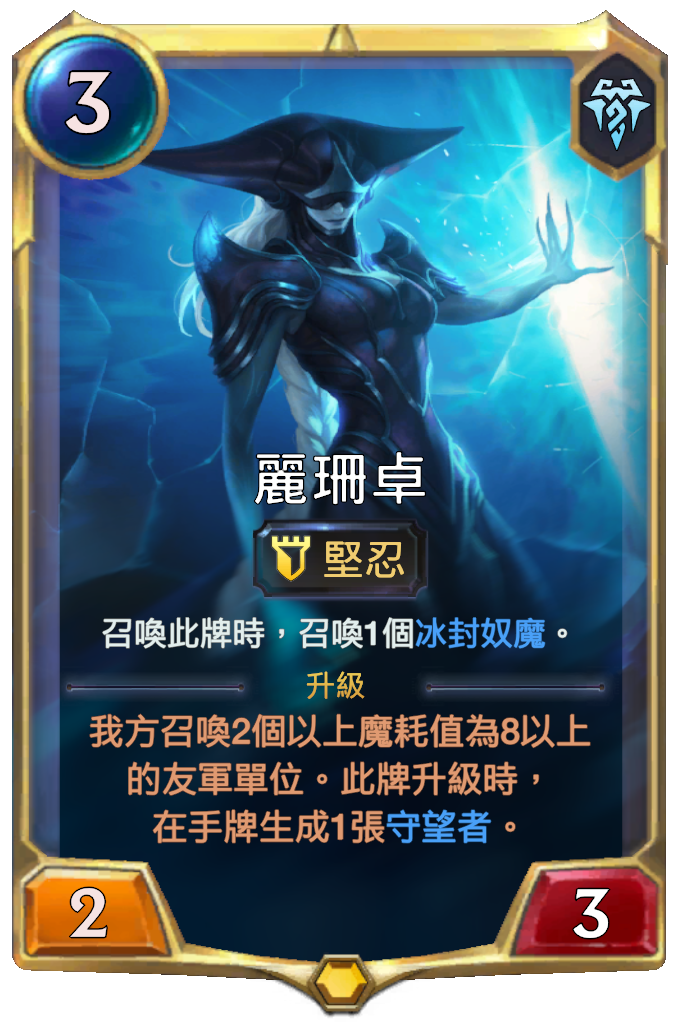 3
麗珊卓
堅忍
召喚此牌時，召喚1個冰封奴魔。
升級
我方召喚2個以上魔耗值為8以上
的友軍單位。此牌升級時，
在手牌生成1張守望者。
2
3